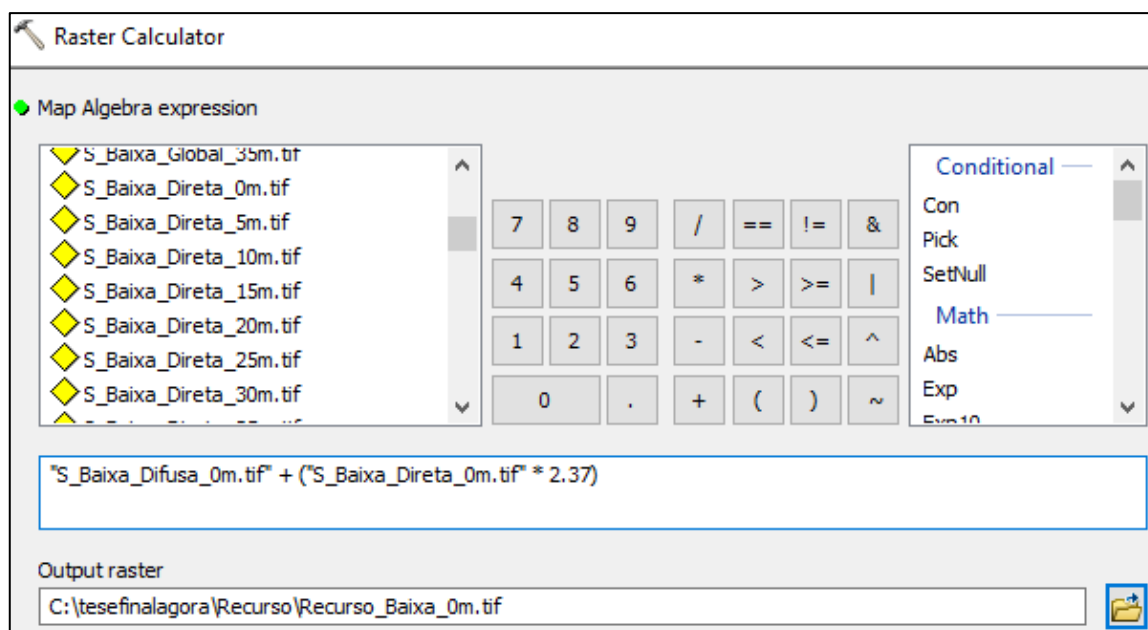 Raster Calculator
Map Algebra expression
S_Baixa_Global_35m.tif
S_Baixa_Direta_0m.tif
S_Baixa_Direta_5m.tif
S_Baixa_Direta_10m.tif
S_Baixa_Direta_15m.tif
S_Baixa_Direta_20m.tif
S_Baixa_Direta_25m.tif
S_Baixa_Direta_30m.tif
7 8 9 / == != &
4 5 6 * > >= |
1 2 3 - < <= ^
0 . + ( ) ~
Conditional
Con
Pick
SetNull
Math
Abs
Exp
Exp10
"S_Baixa_Difusa_0m.tif" + ("S_Baixa_Direta_0m.tif" * 2.37)
Output raster
C:\tesefinalagora\Recurso\Recurso_Baixa_0m.tif